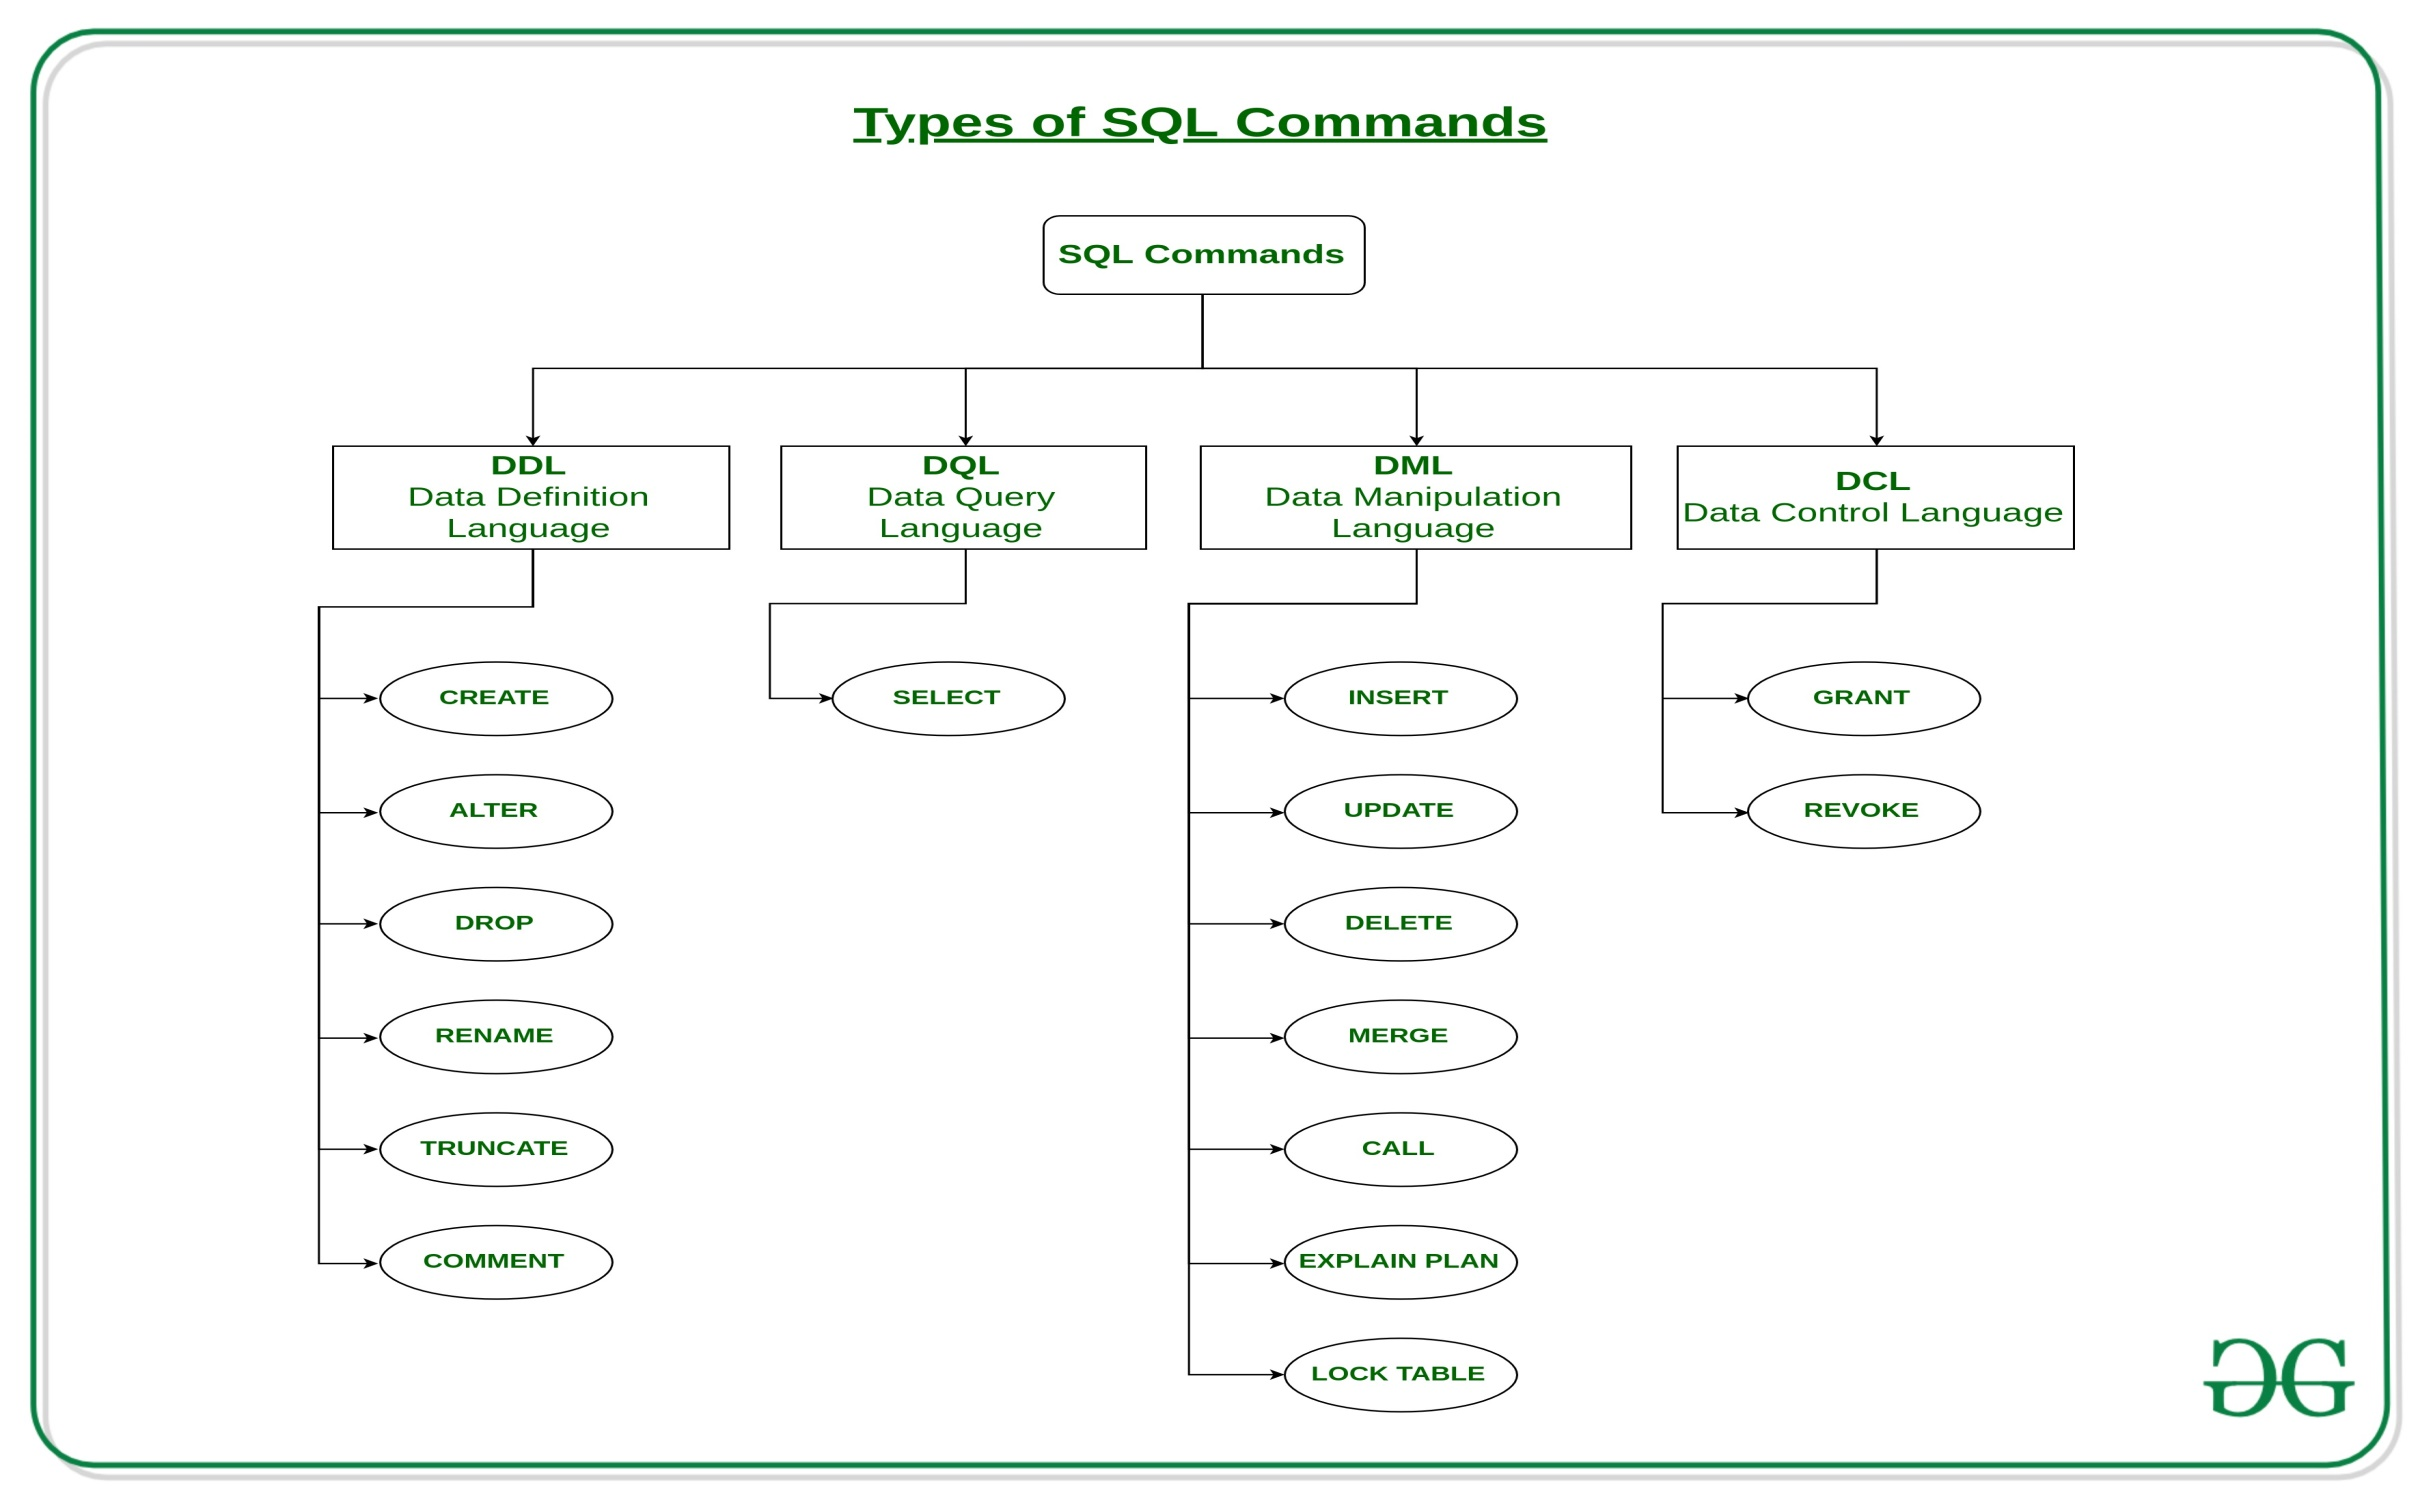 Types of SQL Commands
SQL Commands
DDL
Data Definition
Language
DQL
Data Query
Language
DML
Data Manipulation
Language
DCL
Data Control Language
CREATE
ALTER
DROP
RENAME
TRUNCATE
COMMENT
SELECT
INSERT
UPDATE
DELETE
MERGE
CALL
EXPLAIN PLAN
LOCK TABLE
GRANT
REVOKE